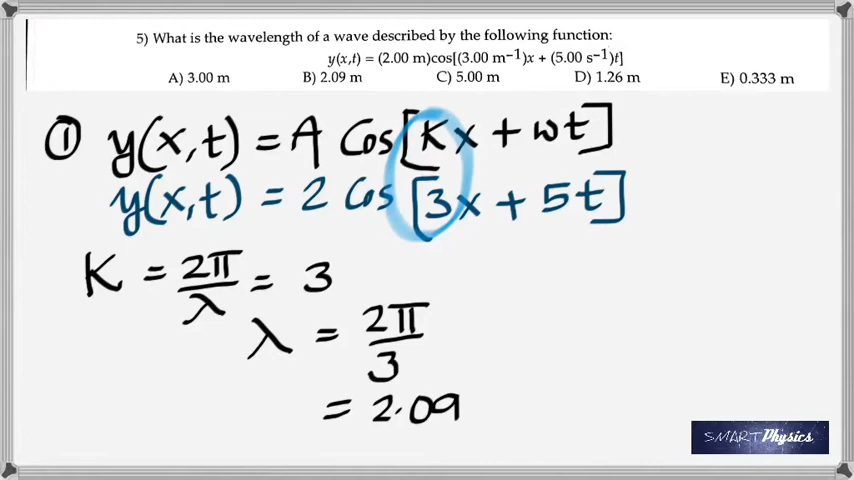 5) What is the wavelength of a wave described by the following function:
y(x,t) = (2.00 m)cos[(3.00 m⁻¹)x + (5.00 s⁻¹)t]
A) 3.00 m B) 2.09 m C) 5.00 m D) 1.26 m E) 0.333 m
① y(x,t) = A Cos[Kx + ωt]
y(x,t) = 2 Cos [3x + 5t]
K = 2π/λ = 3
λ = 2π/3
= 2.09
SMART Physics